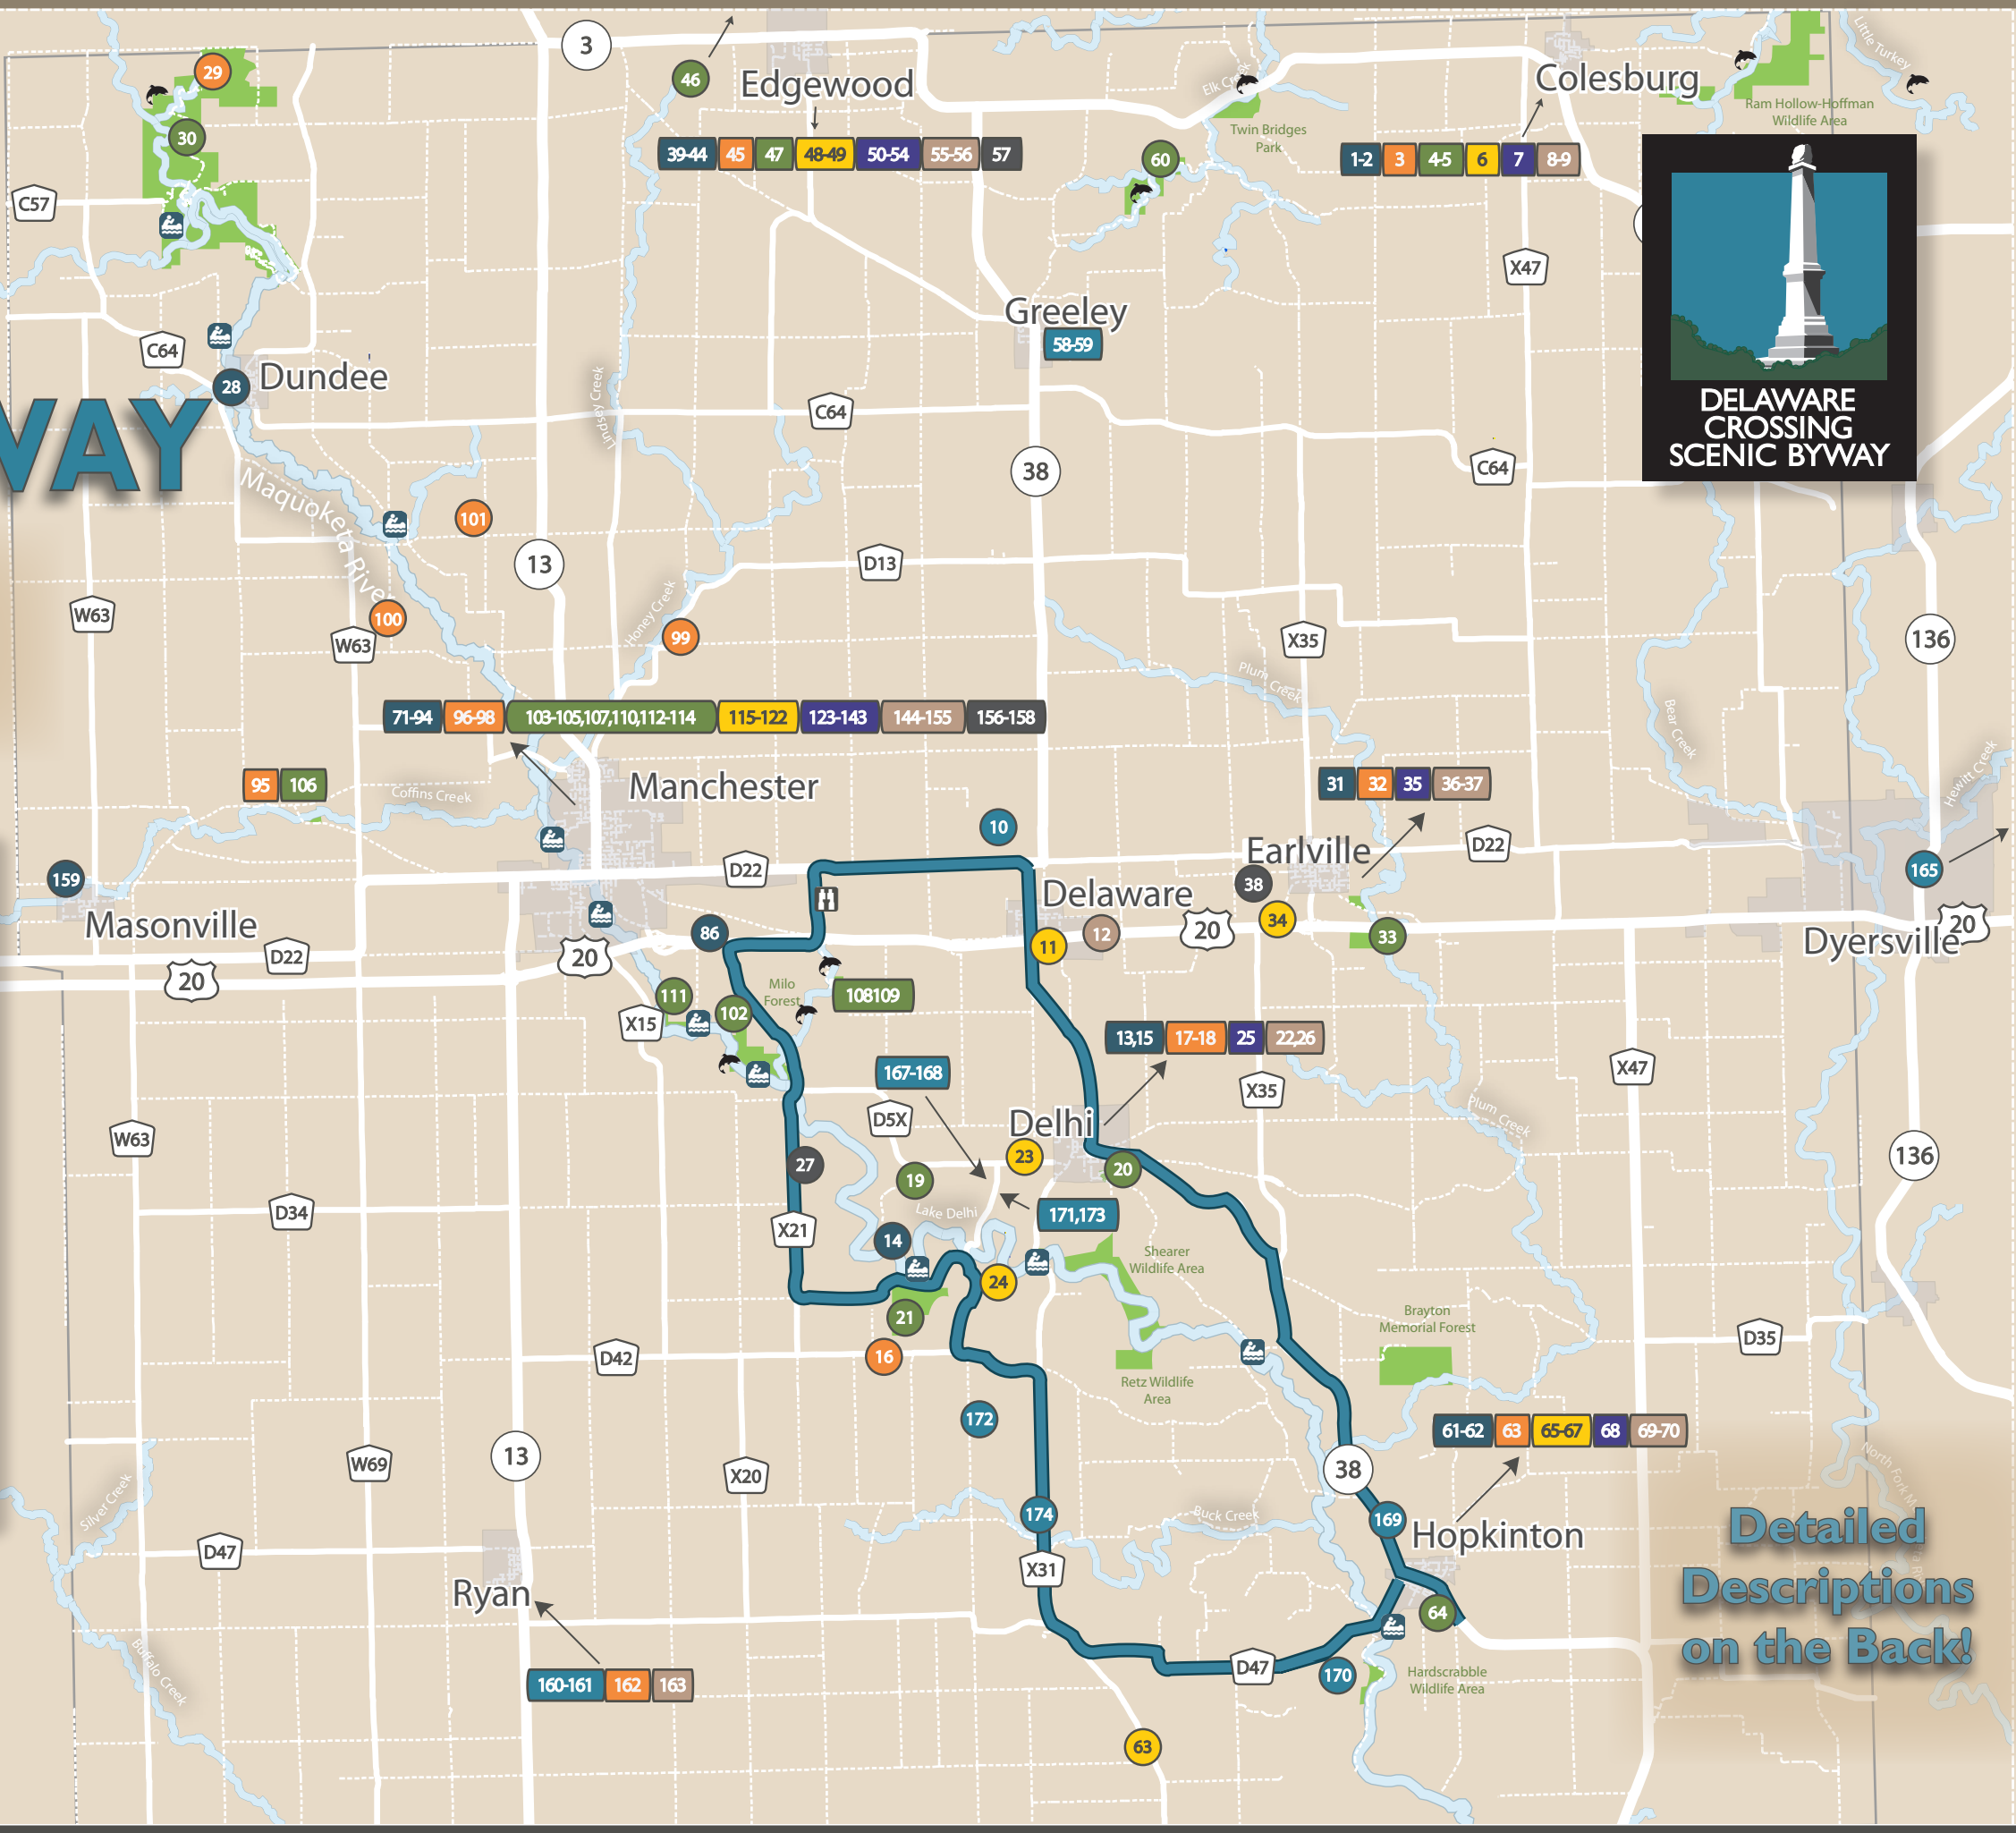 3
29
46
Edgewood
Colesburg
Little Turkey
Elk Creek
Ram Hollow-Hoffman
Wildlife Area
Twin Bridges
Park
30
39-44 45 47 48-49 50-54 55-56 57
60
1-2 3 4-5 6 7 8-9
C57
X47
Greeley
58-59
C64
28
Dundee
WAY
Lindsey Creek
C64
38
C64
DELAWARE
CROSSING
SCENIC BYWAY
Maquoketa River
101
13
D13
W63
100
W63
Honey Creek
99
X35
136
Plum Creek
Bear Creek
71-94 96-98 103-105,107,110,112-114 115-122 123-143 144-155 156-158
95 106
Coffins Creek
Manchester
10
31 32 35 36-37
Hewitt Creek
Earlville
D22
D22
159
38
165
Masonville
86
Delaware
11
12
20
34
33
20
Dyersville
D22
20
20
111
102
Milo
Forest
108109
X15
13,15 17-18 25 22,26
167-168
X35
X47
D5X
Delhi
Plum Creek
W63
136
27
23
20
19
D34
Lake Delhi
171,173
X21
14
Shearer
Wildlife Area
24
21
Brayton
Memorial Forest
D35
D42
16
Retz Wildlife
Area
172
61-62 63 65-67 68 69-70
W69
13
X20
38
North Fork M
Silver Creek
174
Buck Creek
169
Hopkinton
Detailed
Descriptions
on the Back!
D47
X31
Ryan
64
Buffalo Creek
160-161 162 163
D47
170
Hardscrabble
Wildlife Area
63